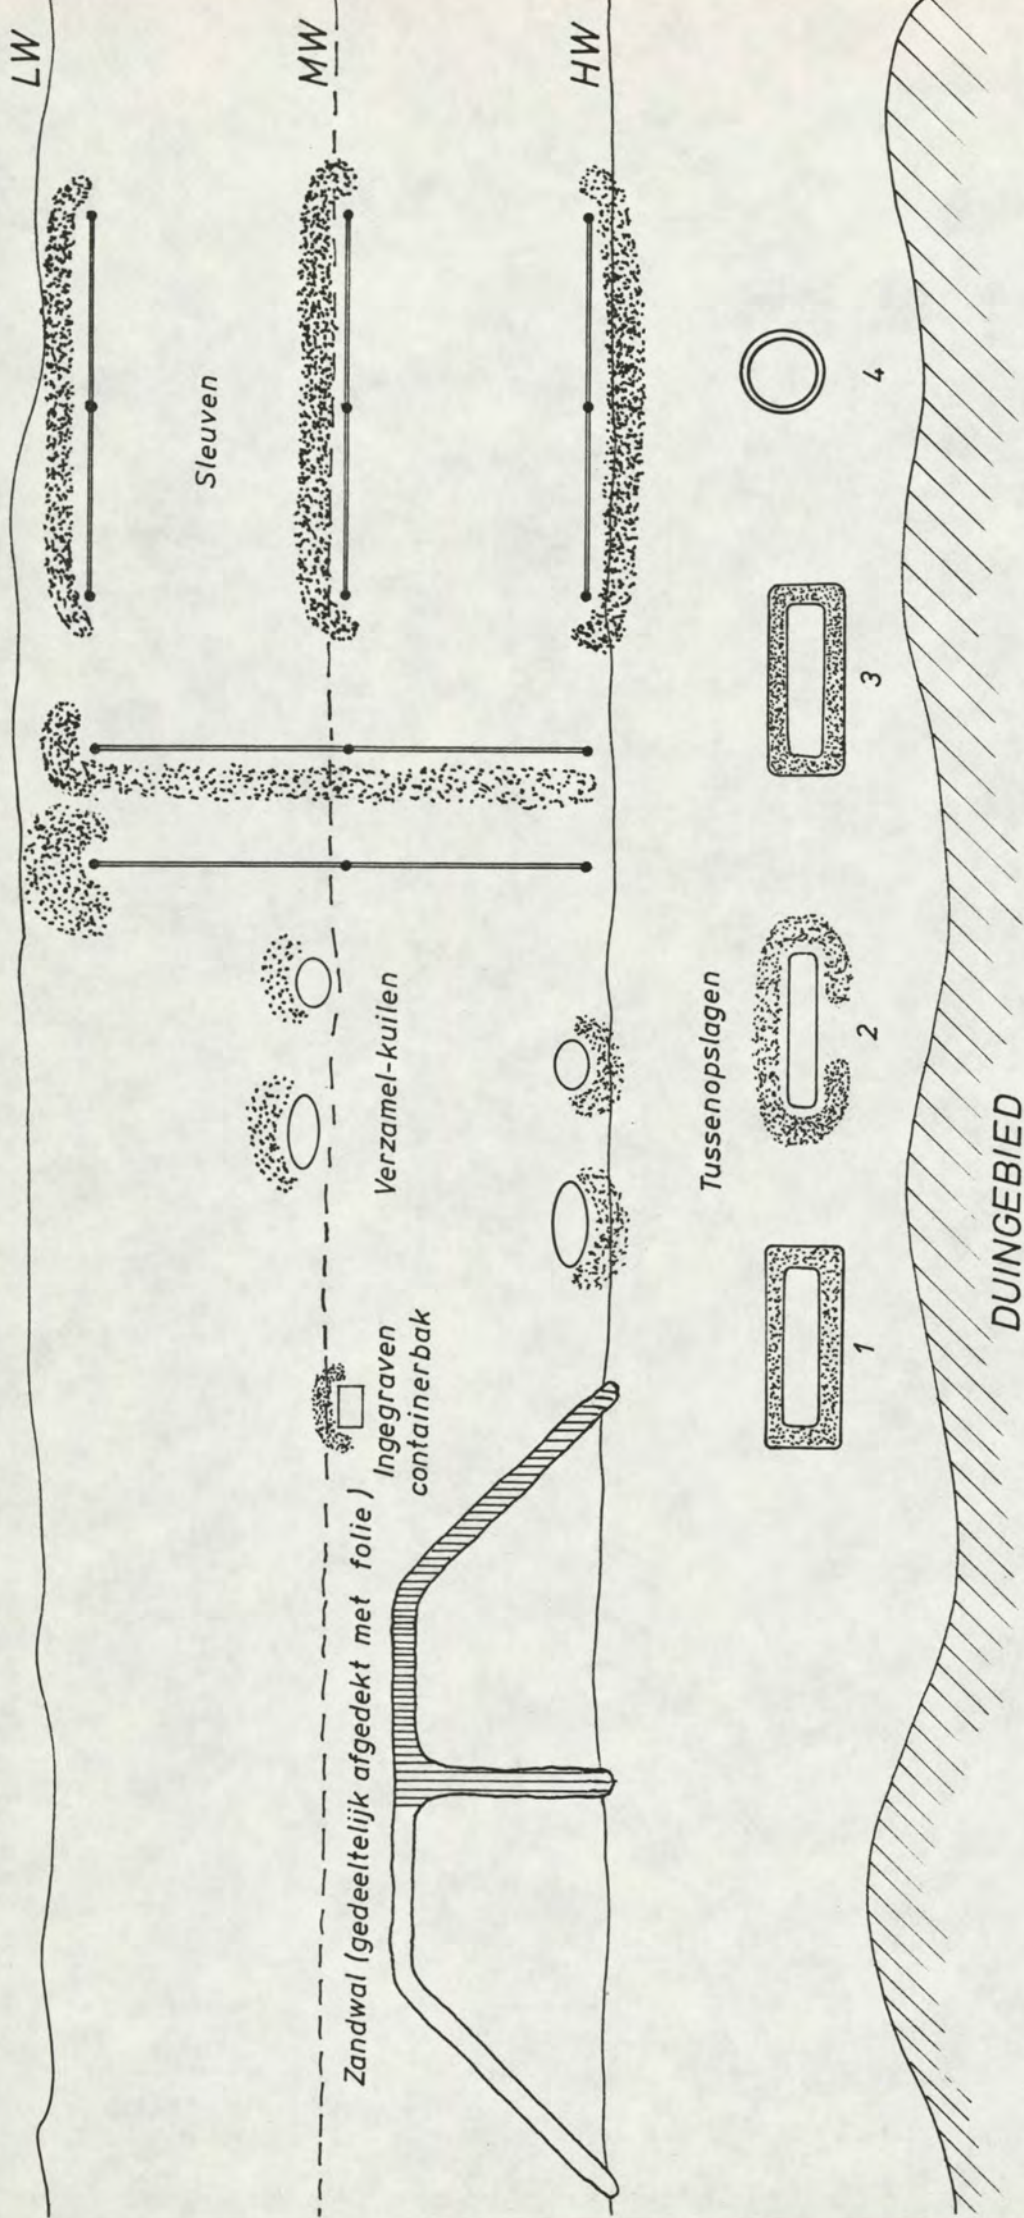 LW
MW
HW
Sleuven
Verzamel-kuilen
Ingegraven
containerbak
Zandwal (gedeeltelijk afgedekt met folie)
Tussenopslagen
1
2
3
4
DUINGEBIED